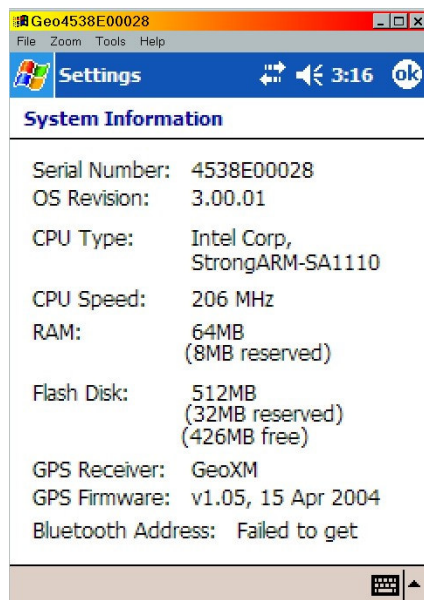 Geo4538E00028
File Zoom Tools Help
Settings 3:16 ok
System Information
Serial Number: 4538E00028
OS Revision: 3.00.01
CPU Type: Intel Corp,
StrongARM-SA1110
CPU Speed: 206 MHz
RAM: 64MB
(8MB reserved)
Flash Disk: 512MB
(32MB reserved)
(426MB free)
GPS Receiver: GeoXM
GPS Firmware: v1.05, 15 Apr 2004
Bluetooth Address: Failed to get